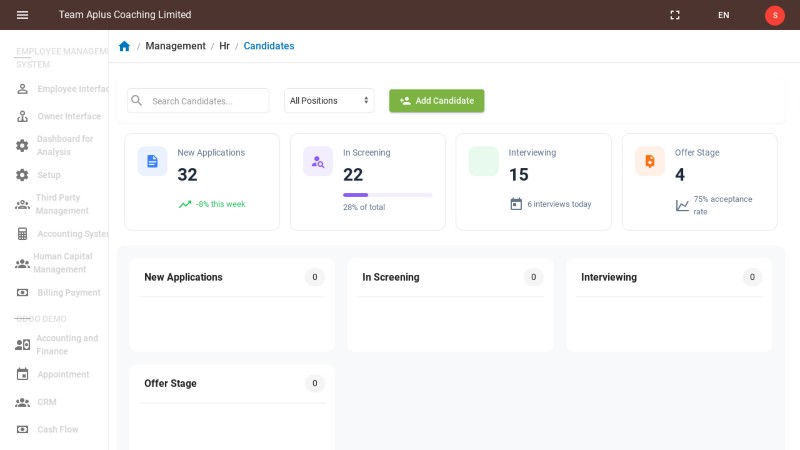 Team Aplus Coaching Limited
EN
S
/ Management / Hr / Candidates
EMPLOYEE MANAGEM
SYSTEM
Employee Interfac
Owner Interface
Dashboard for
Analysis
Setup
Third Party
Management
Accounting System
Human Capital
Management
Billing Payment
DEMO
Accounting and
Finance
Appointment
CRM
Cash Flow
Search Candidates...
All Positions
Add Candidate
New Applications
32
-8% this week
In Screening
22
28% of total
Interviewing
15
6 interviews today
Offer Stage
4
75% acceptance
rate
New Applications
0
In Screening
0
Interviewing
0
Offer Stage
0